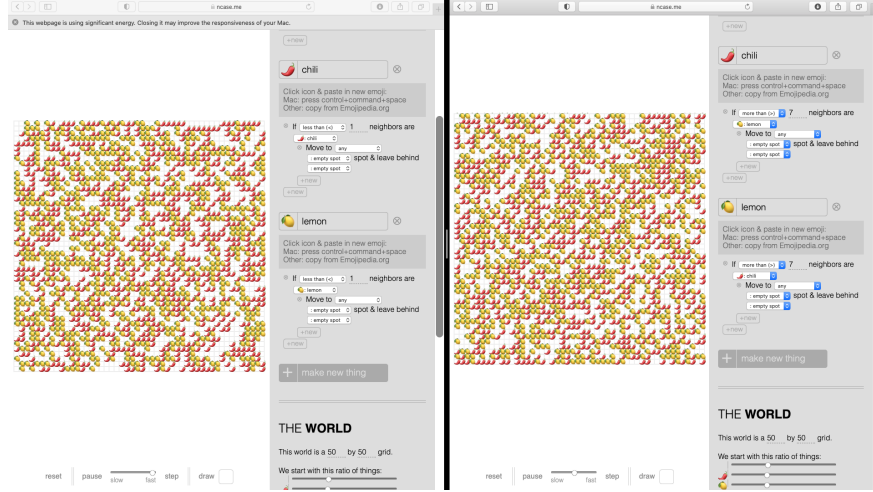 ncase.me
This webpage is using significant energy. Closing it may improve the responsiveness of your Mac.
+new
chili
Click icon & paste in new emoji:
Mac: press control+command+space
Other: copy from Emojipedia.org
If less than (<) 1 neighbors are
: chili
Move to any
: empty spot spot & leave behind
: empty spot
+new
+new
lemon
Click icon & paste in new emoji:
Mac: press control+command+space
Other: copy from Emojipedia.org
If less than (<) 1 neighbors are
: lemon
Move to any
: empty spot spot & leave behind
: empty spot
+new
+new
+ make new thing
THE WORLD
This world is a 50 by 50 grid.
We start with this ratio of things:
reset pause slow fast step draw
ncase.me
+new
chili
Click icon & paste in new emoji:
Mac: press control+command+space
Other: copy from Emojipedia.org
If more than (>) 7 neighbors are
: lemon
Move to any
: empty spot spot & leave behind
: empty spot
+new
+new
lemon
Click icon & paste in new emoji:
Mac: press control+command+space
Other: copy from Emojipedia.org
If more than (>) 7 neighbors are
: chili
Move to any
: empty spot spot & leave behind
: empty spot
+new
+new
+ make new thing
THE WORLD
This world is a 50 by 50 grid.
We start with this ratio of things:
reset pause slow fast step draw